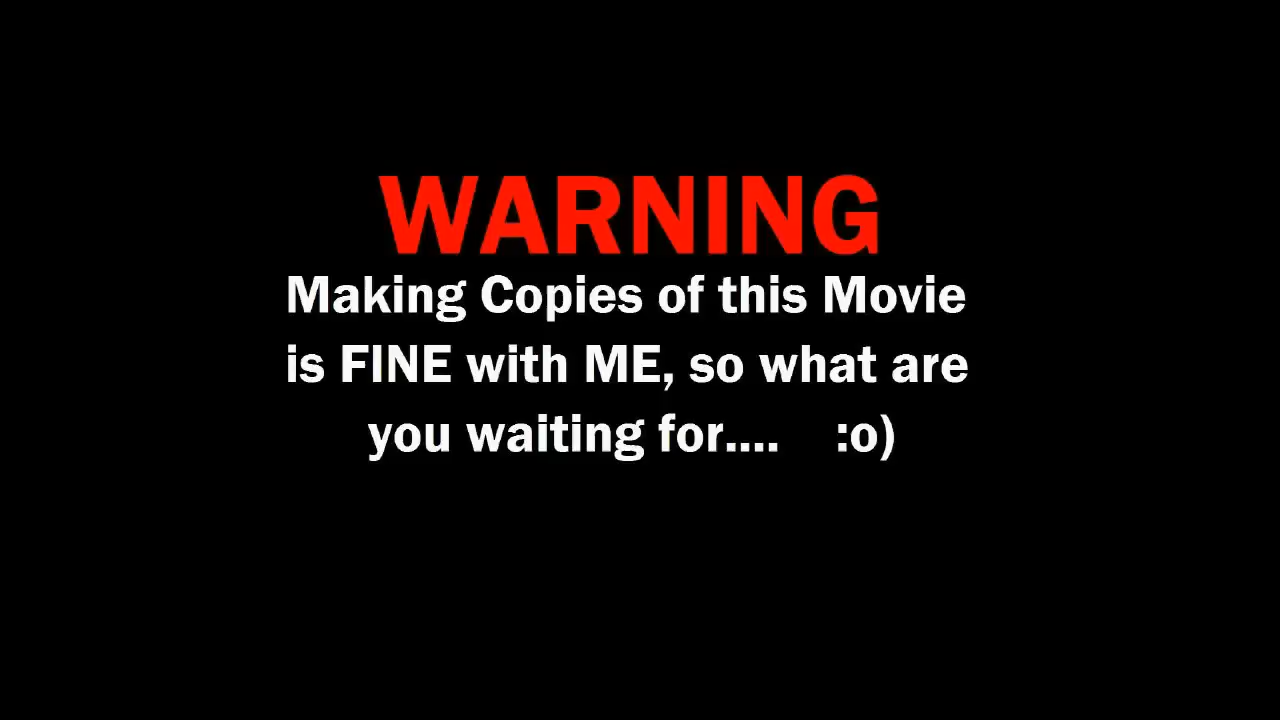 WARNING
Making Copies of this Movie
is FINE with ME, so what are
you waiting for.... :o)